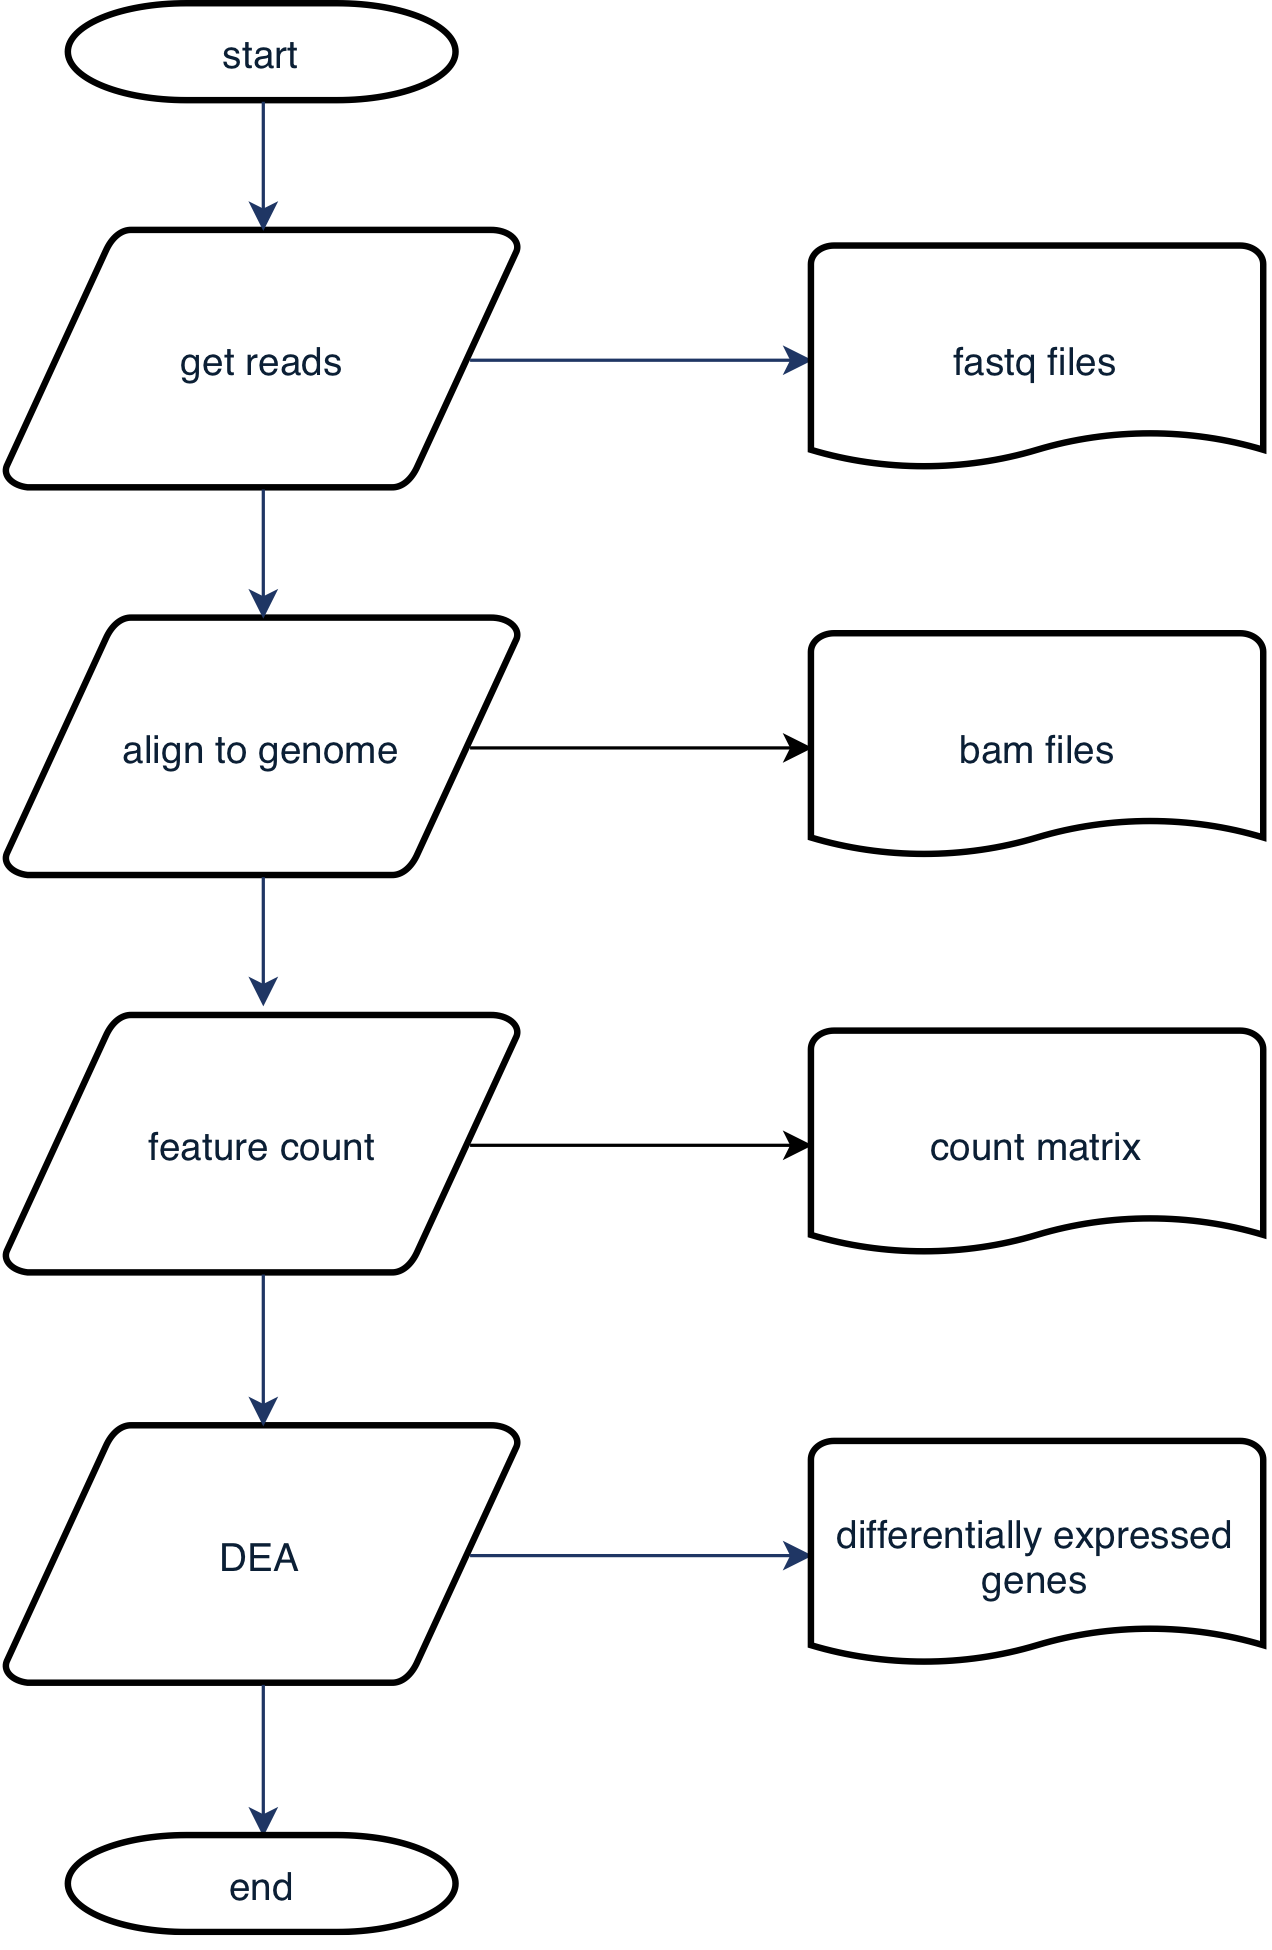 start
get reads
fastq files
align to genome
bam files
feature count
count matrix
DEA
differentially expressed
genes
end